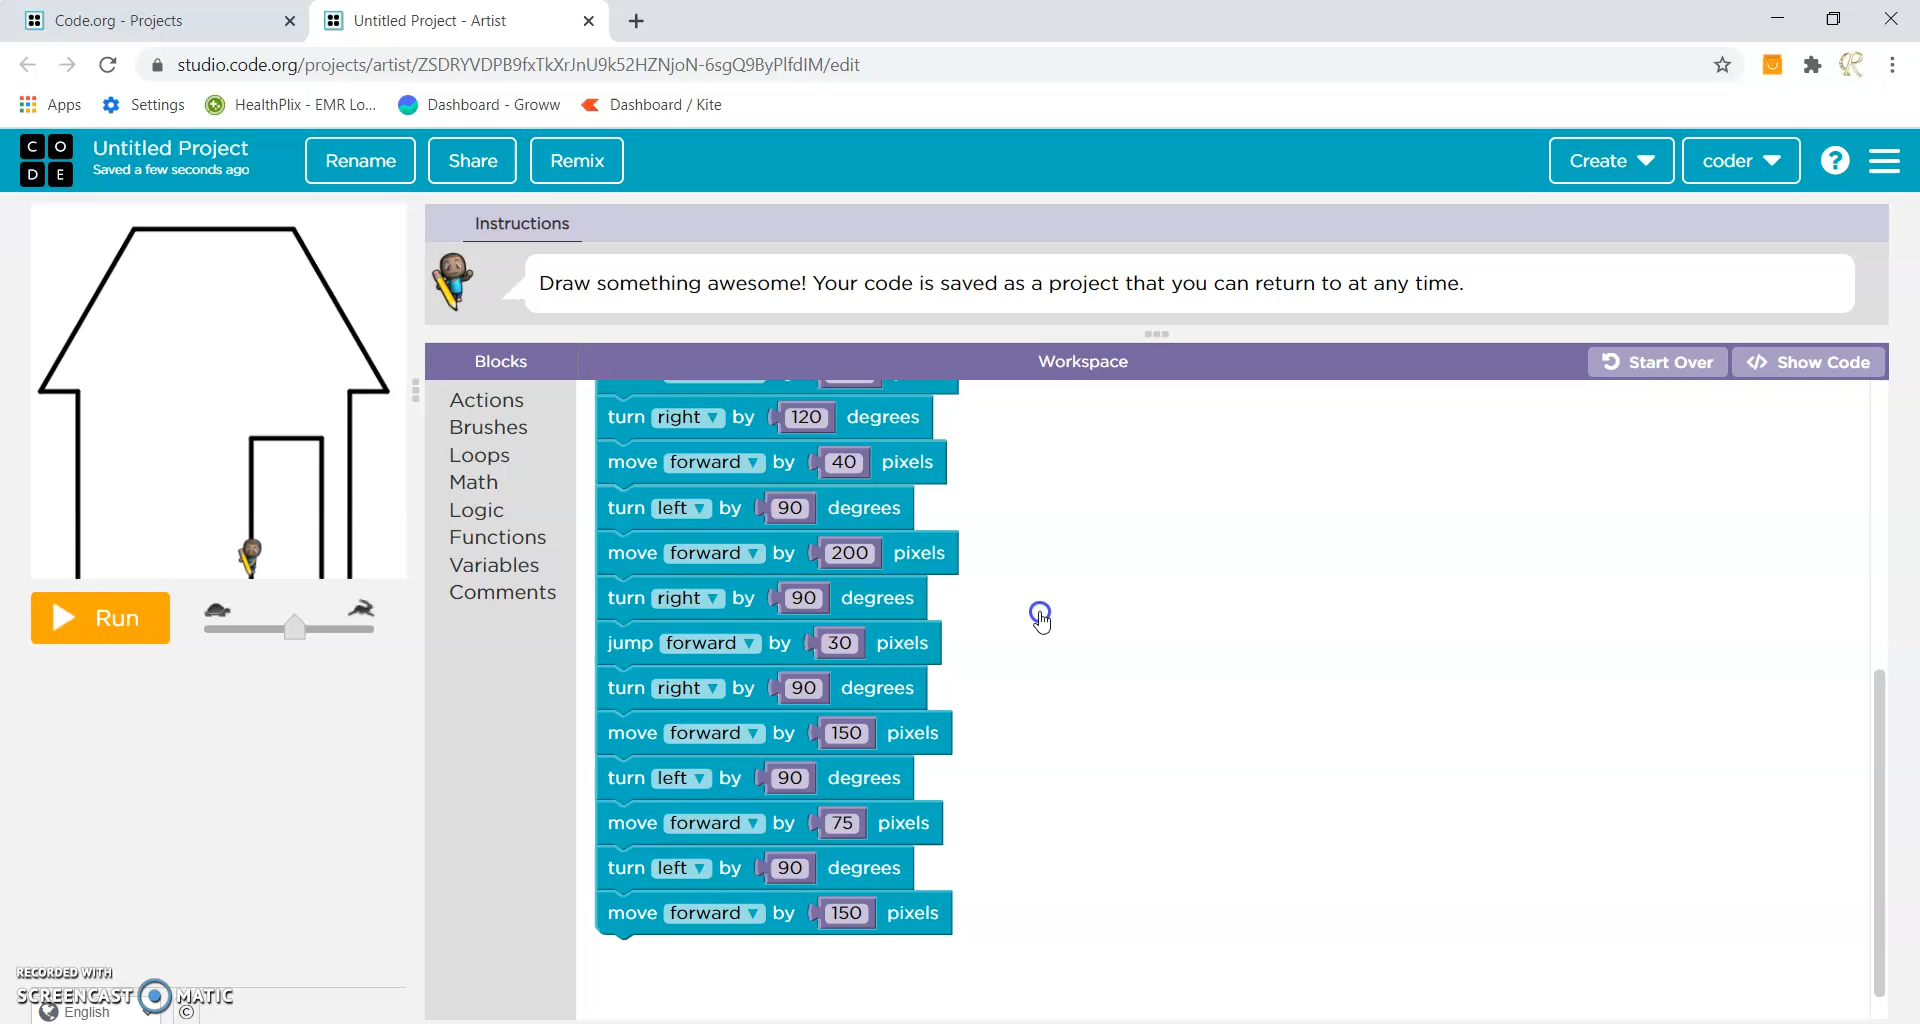 Code.org - Projects
Untitled Project - Artist
studio.code.org/projects/artist/ZSDRYVDPB9fxTkXrJnU9k52HZNjoN-6sgQ9ByPlfdIM/edit
Apps Settings HealthPlix - EMR Lo... Dashboard - Groww Dashboard / Kite
C O D E
Untitled Project
Saved a few seconds ago
Rename Share Remix
Create coder ?
Instructions
Draw something awesome! Your code is saved as a project that you can return to at any time.
Blocks Workspace Start Over </> Show Code
Actions
Brushes
Loops
Math
Logic
Functions
Variables
Comments
turn right by 120 degrees
move forward by 40 pixels
turn left by 90 degrees
move forward by 200 pixels
turn right by 90 degrees
jump forward by 30 pixels
turn right by 90 degrees
move forward by 150 pixels
turn left by 90 degrees
move forward by 75 pixels
turn left by 90 degrees
move forward by 150 pixels
Run
RECORDED WITH
SCREENCAST MATIC
English ©